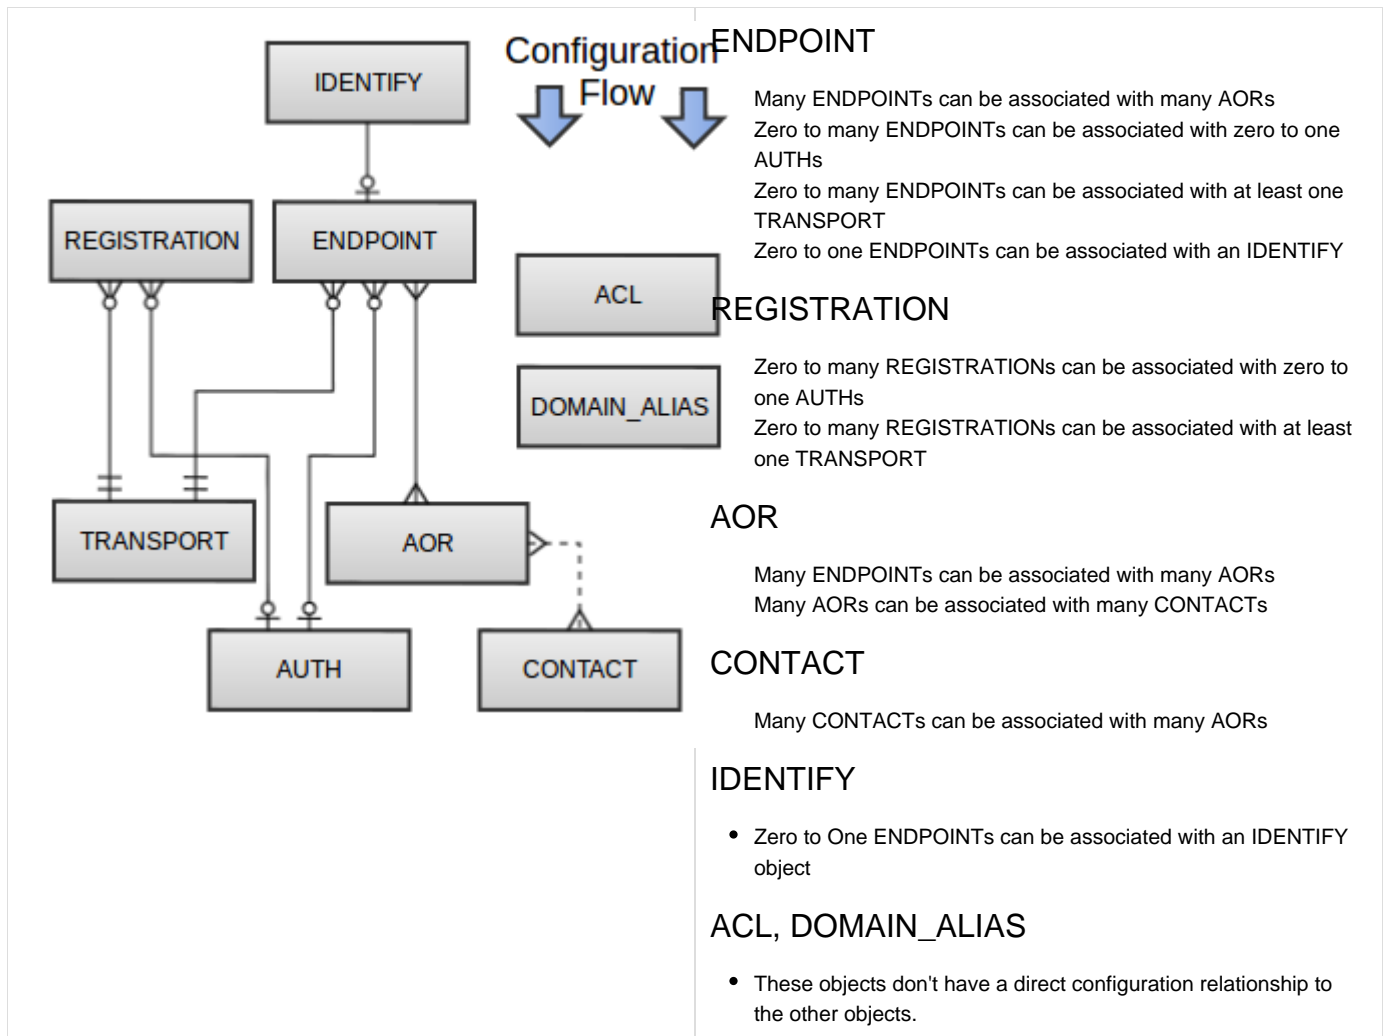 Configuration
Flow
IDENTIFY
REGISTRATION
ENDPOINT
ACL
DOMAIN_ALIAS
TRANSPORT
AOR
AUTH
CONTACT
ENDPOINT
Many ENDPOINTs can be associated with many AORs
Zero to many ENDPOINTs can be associated with zero to one
AUTHs
Zero to many ENDPOINTs can be associated with at least one
TRANSPORT
Zero to one ENDPOINTs can be associated with an IDENTIFY
REGISTRATION
Zero to many REGISTRATIONs can be associated with zero to
one AUTHs
Zero to many REGISTRATIONs can be associated with at least
one TRANSPORT
AOR
Many ENDPOINTs can be associated with many AORs
Many AORs can be associated with many CONTACTs
CONTACT
Many CONTACTs can be associated with many AORs
IDENTIFY
Zero to One ENDPOINTs can be associated with an IDENTIFY
object
ACL, DOMAIN_ALIAS
These objects don't have a direct configuration relationship to
the other objects.